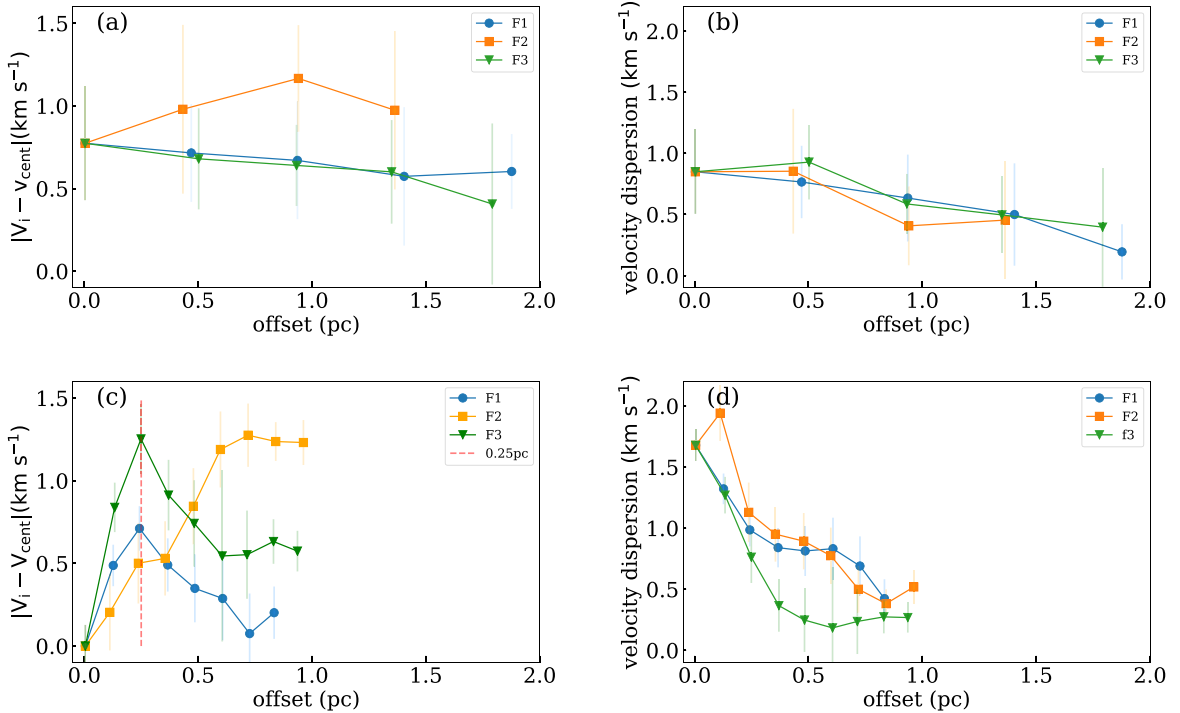 (a)
F1
F2
F3
1.5
1.0
0.5
0.0
|Vᵢ − v_cent|(km s⁻¹)
0.0 0.5 1.0 1.5 2.0
offset (pc)
(b)
F1
F2
F3
2.0
1.5
1.0
0.5
0.0
velocity dispersion (km s⁻¹)
0.0 0.5 1.0 1.5 2.0
offset (pc)
(c)
F1
F2
F3
0.25pc
1.5
1.0
0.5
0.0
|Vᵢ − V_cent|(km s⁻¹)
0.0 0.5 1.0 1.5 2.0
offset (pc)
(d)
F1
F2
f3
2.0
1.5
1.0
0.5
0.0
velocity dispersion (km s⁻¹)
0.0 0.5 1.0 1.5 2.0
offset (pc)